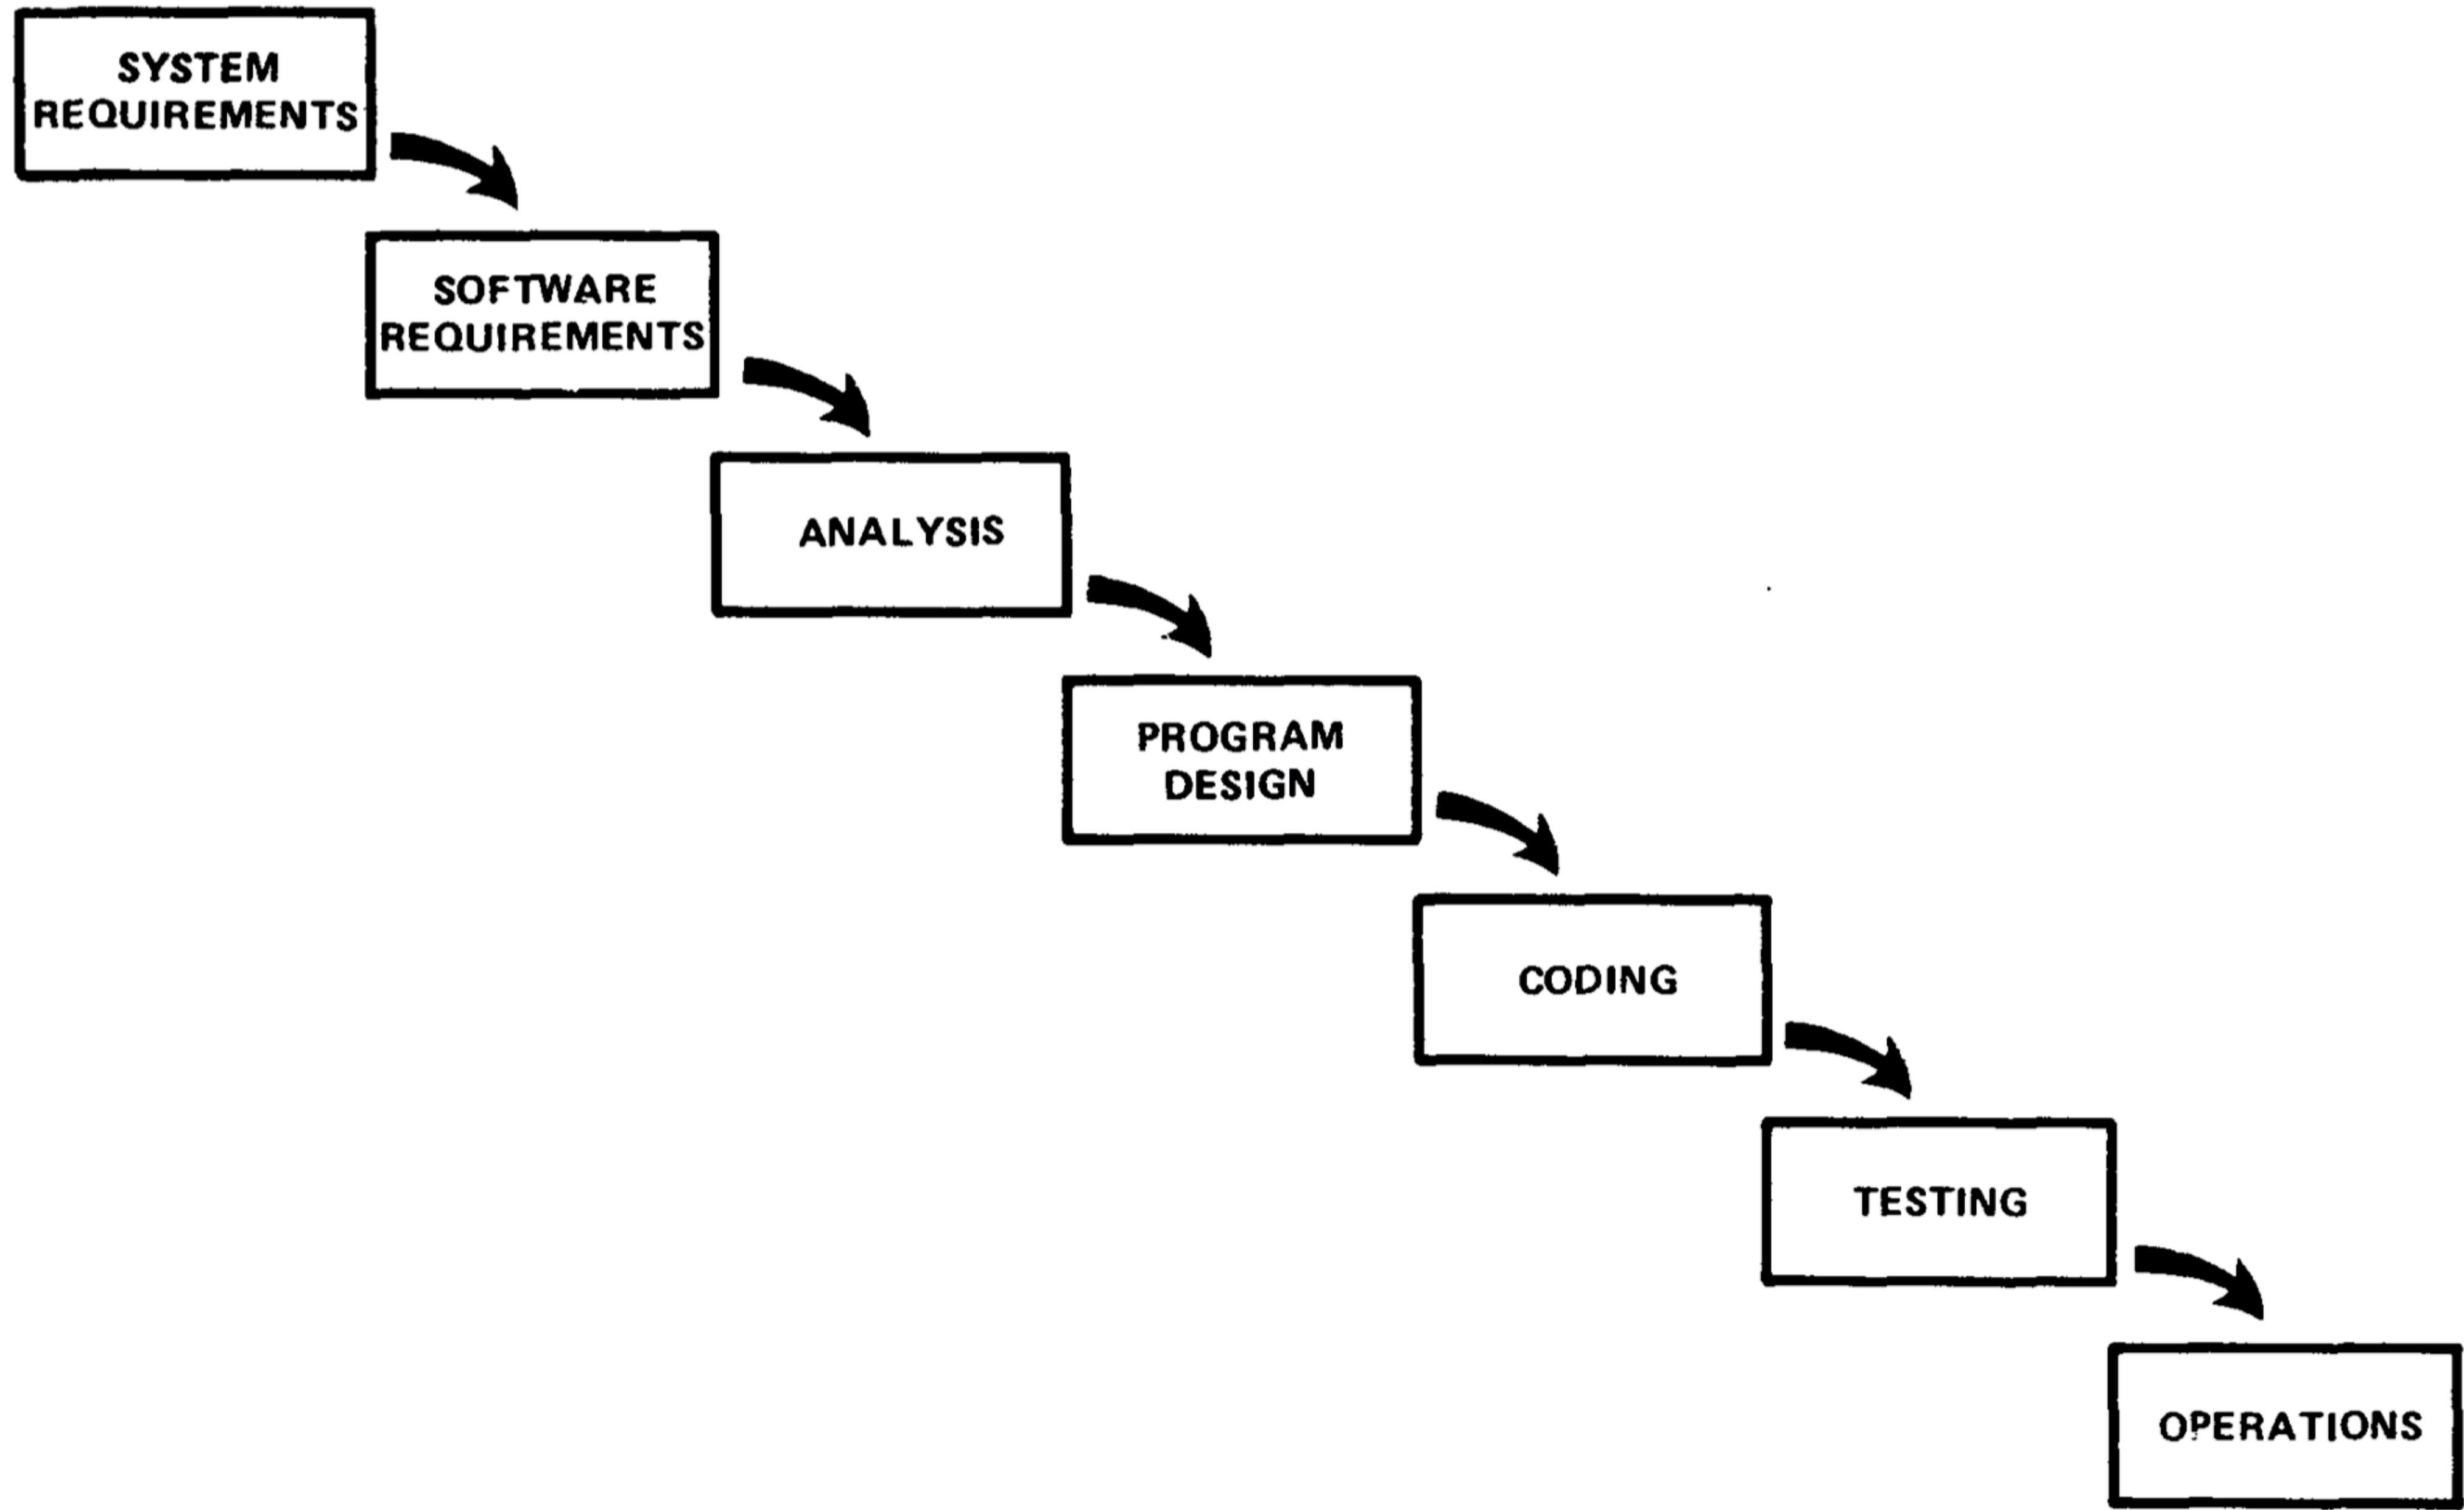 SYSTEM
REQUIREMENTS
SOFTWARE
REQUIREMENTS
ANALYSIS
PROGRAM
DESIGN
CODING
TESTING
OPERATIONS